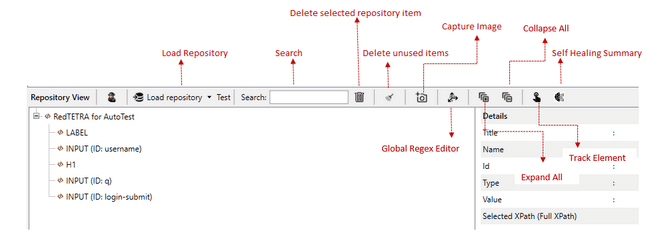 Delete selected repository item
Capture Image
Collapse All
Load Repository
Search
Delete unused items
Self Healing Summary
Repository View
Load repository
Test
Search:
RedTETRA for AutoTest
LABEL
INPUT (ID: username)
H1
INPUT (ID: q)
INPUT (ID: login-submit)
Global Regex Editor
Details
Title :
Name
Track Element
Id
Expand All
Type :
Value :
Selected XPath (Full XPath)